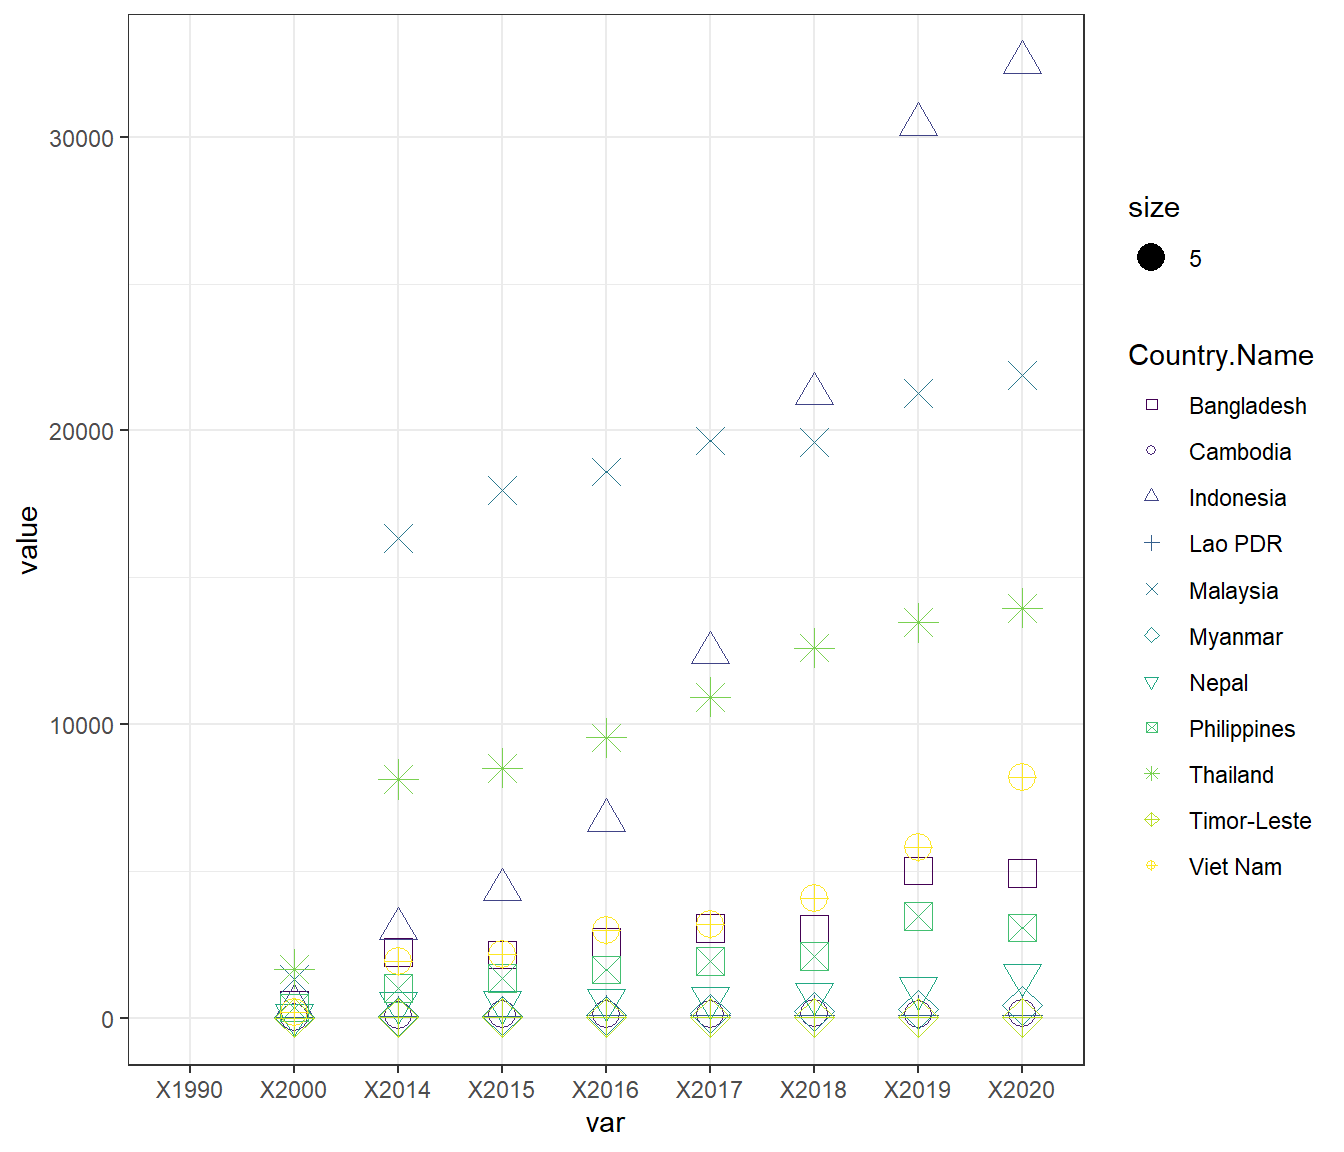 30000
20000
10000
0
value
X1990 X2000 X2014 X2015 X2016 X2017 X2018 X2019 X2020
var
size
5
Country.Name
Bangladesh
Cambodia
Indonesia
Lao PDR
Malaysia
Myanmar
Nepal
Philippines
Thailand
Timor-Leste
Viet Nam